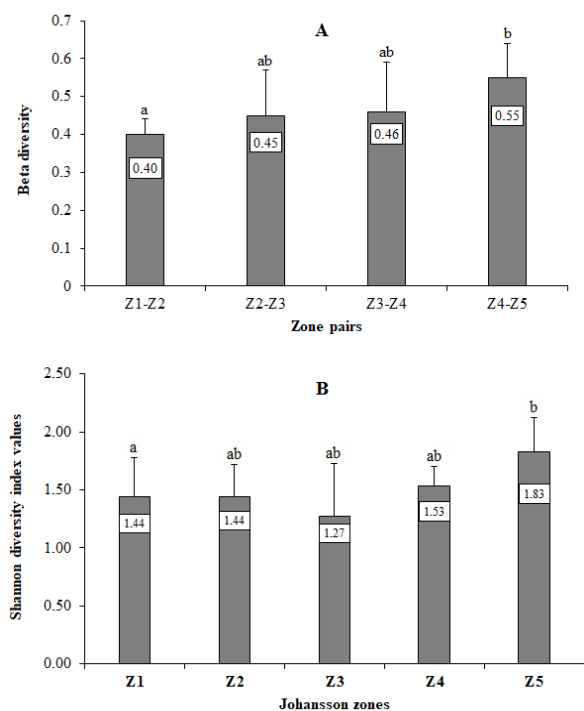 A
Beta diversity
0.7
0.6
0.5
0.4
0.3
0.2
0.1
0
a
ab
ab
b
0.40
0.45
0.46
0.55
Z1-Z2 Z2-Z3 Z3-Z4 Z4-Z5
Zone pairs
B
Shannon diversity index values
2.50
2.00
1.50
1.00
0.50
0.00
a
ab
ab
ab
b
1.44
1.44
1.27
1.53
1.83
Z1 Z2 Z3 Z4 Z5
Johansson zones